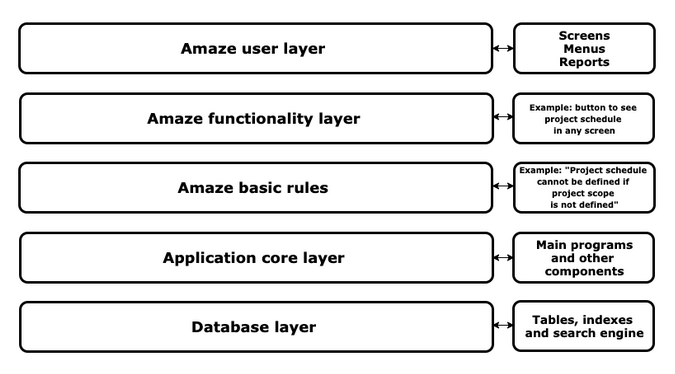 Amaze user layer
Screens
Menus
Reports
Amaze functionality layer
Example: button to see
project schedule
in any screen
Amaze basic rules
Example: "Project schedule
cannot be defined if
project scope
is not defined"
Application core layer
Main programs
and other
components
Database layer
Tables, indexes
and search engine